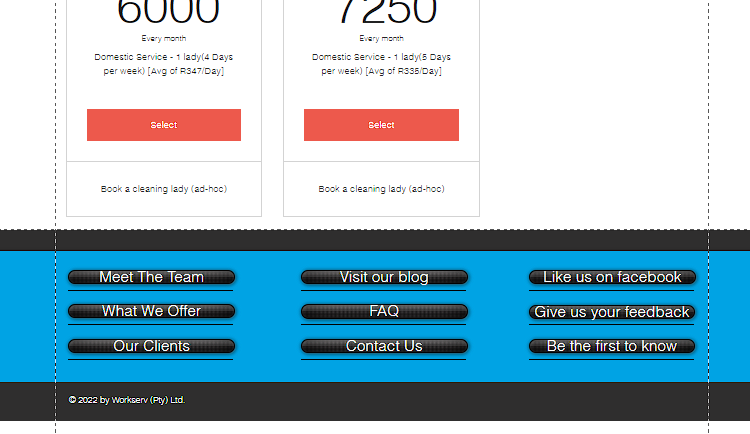 6000
7250
Every month
Every month
Domestic Service - 1 lady(4 Days
per week) [Avg of R347/Day]
Domestic Service - 1 lady(5 Days
per week) [Avg of R335/Day]
Select
Select
Book a cleaning lady (ad-hoc)
Book a cleaning lady (ad-hoc)
Meet The Team
Visit our blog
Like us on facebook
What We Offer
FAQ
Give us your feedback
Our Clients
Contact Us
Be the first to know
© 2022 by Workserv (Pty) Ltd.